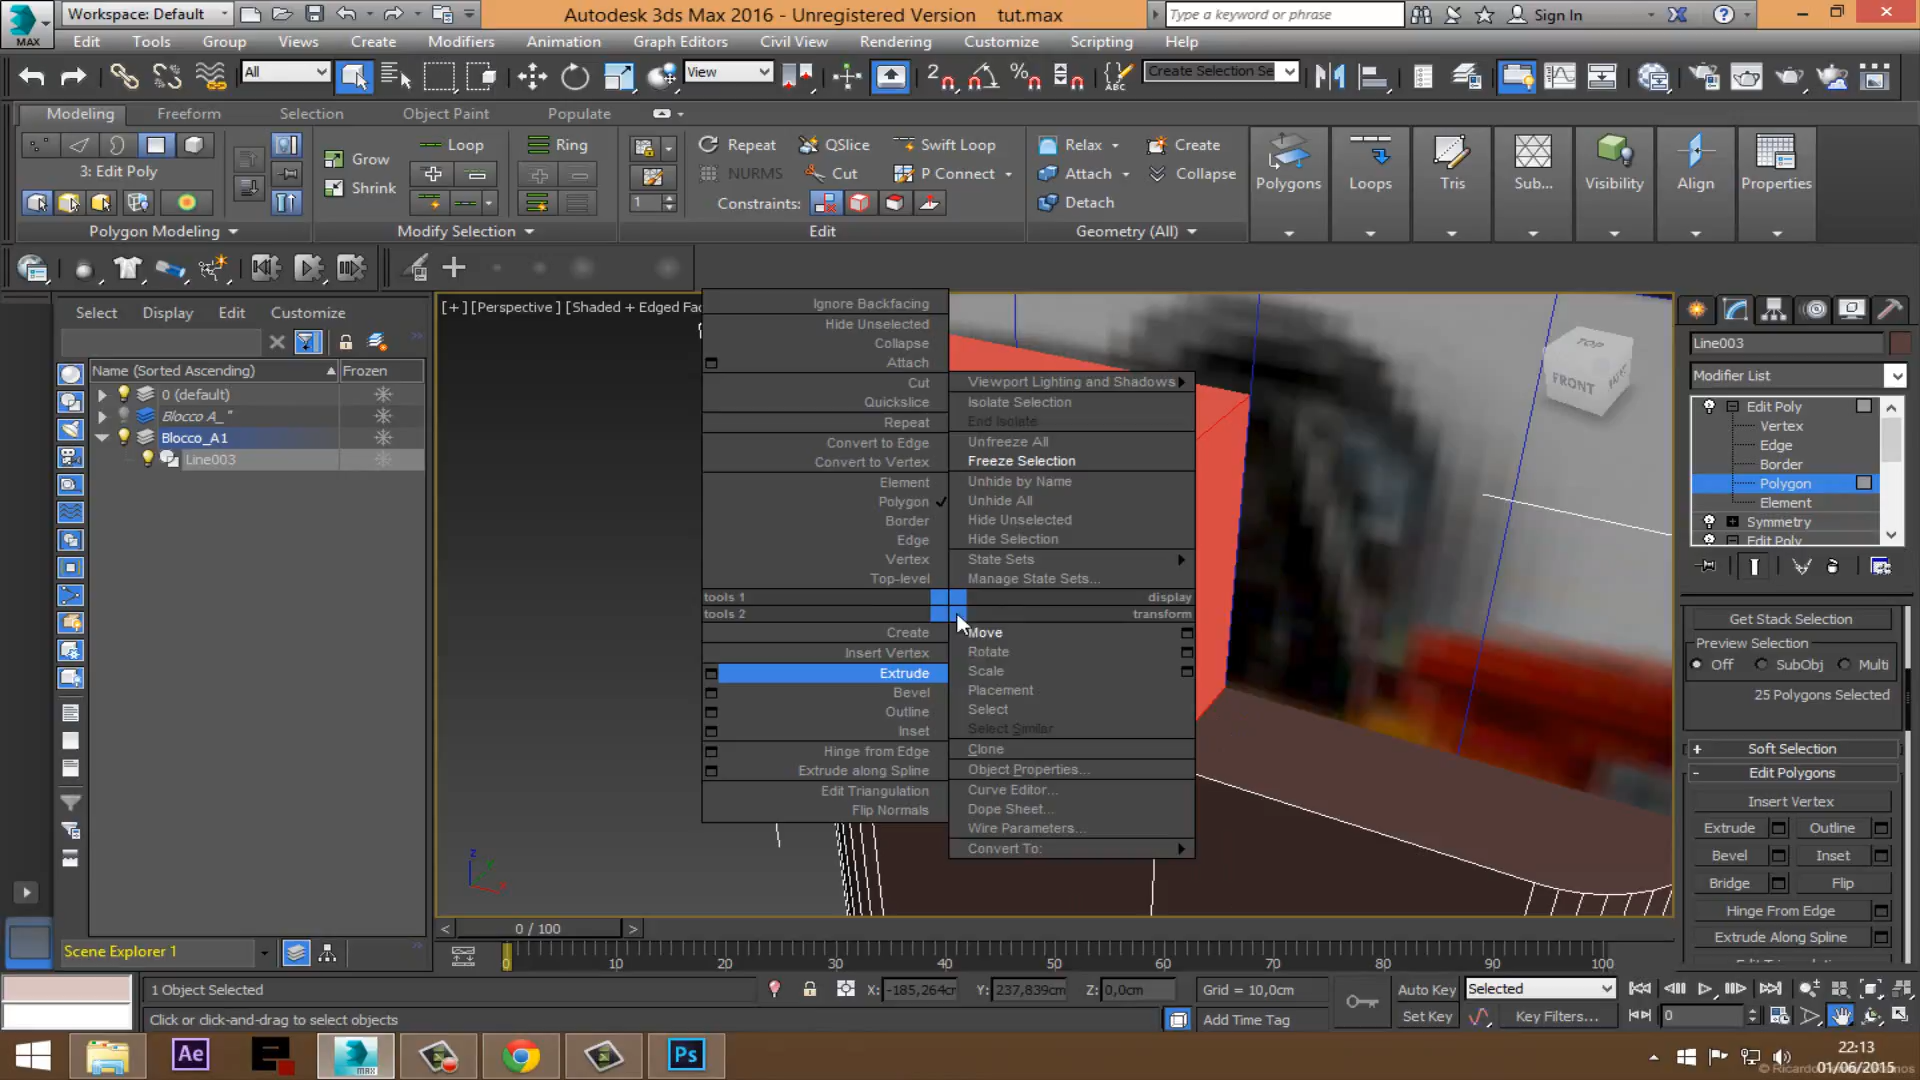 Workspace: Default
Autodesk 3ds Max 2016 - Unregistered Version tut.max
Type a keyword or phrase
Sign In
MAX
Edit Tools Group Views Create Modifiers Animation Graph Editors Civil View Rendering Customize Scripting Help
All
View
Create Selection Se
Modeling Freeform Selection Object Paint Populate
3: Edit Poly
Grow
Shrink
Loop
Ring
Repeat
QSlice
Swift Loop
NURMS
Cut
P Connect
1
Constraints:
Relax
Create
Attach
Collapse
Detach
Polygons Loops Tris Sub... Visibility Align Properties
Polygon Modeling
Modify Selection
Edit
Geometry (All)
Select Display Edit Customize
Name (Sorted Ascending) Frozen
0 (default)
Blocco A_"
Blocco_A1
Line003
Scene Explorer 1
[+] [Perspective ] [Shaded + Edged Fac
Ignore Backfacing
Hide Unselected
Collapse
Attach
Cut
Quickslice
Repeat
Convert to Edge
Convert to Vertex
Element
Polygon
Border
Edge
Vertex
Top-level
tools 1
tools 2
Create
Insert Vertex
Extrude
Bevel
Outline
Inset
Hinge from Edge
Extrude along Spline
Edit Triangulation
Flip Normals
Viewport Lighting and Shadows
Isolate Selection
End Isolate
Unfreeze All
Freeze Selection
Unhide by Name
Unhide All
Hide Unselected
Hide Selection
State Sets
Manage State Sets...
display
transform
Move
Rotate
Scale
Placement
Select
Select Similar
Clone
Object Properties...
Curve Editor...
Dope Sheet...
Wire Parameters...
Convert To:
TOP
FRONT
Line003
Modifier List
Edit Poly
Vertex
Edge
Border
Polygon
Element
Symmetry
Edit Poly
Get Stack Selection
Preview Selection
Off SubObj Multi
25 Polygons Selected
Soft Selection
Edit Polygons
Insert Vertex
Extrude Outline
Bevel Inset
Bridge Flip
Hinge From Edge
Extrude Along Spline
0 / 100
0 10 20 30 40 50 60 70 80 90 100
1 Object Selected
X: -185,264cm Y: 237,839cm Z: 0,0cm
Grid = 10,0cm
Auto Key Selected
Click or click-and-drag to select objects
Add Time Tag
Set Key
Key Filters...
0
Ae
MAX
Ps
22:13
01/06/2015